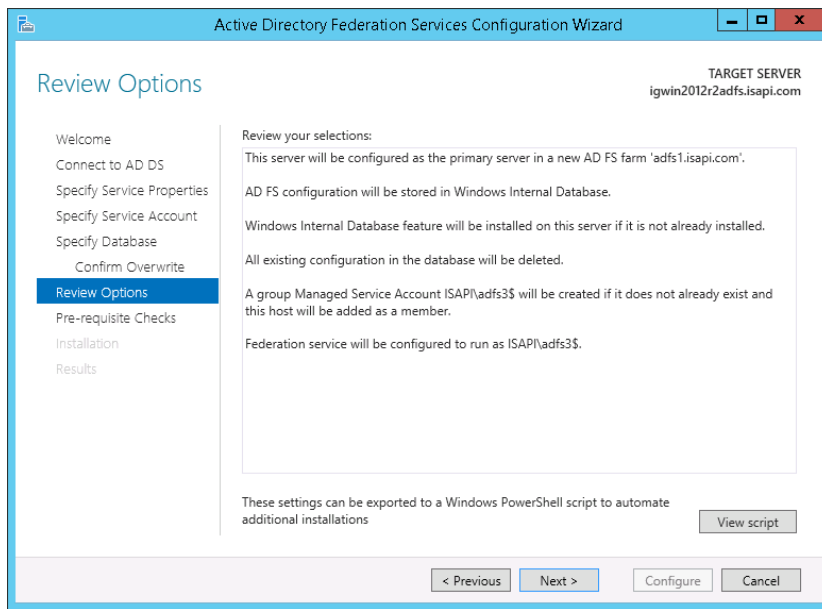 Active Directory Federation Services Configuration Wizard
Review Options
TARGET SERVER
igwin2012r2adfs.isapi.com
Welcome
Connect to AD DS
Specify Service Properties
Specify Service Account
Specify Database
Confirm Overwrite
Review Options
Pre-requisite Checks
Installation
Results
Review your selections:
This server will be configured as the primary server in a new AD FS farm 'adfs1.isapi.com'.
AD FS configuration will be stored in Windows Internal Database.
Windows Internal Database feature will be installed on this server if it is not already installed.
All existing configuration in the database will be deleted.
A group Managed Service Account ISAPI\adfs3$ will be created if it does not already exist and
this host will be added as a member.
Federation service will be configured to run as ISAPI\adfs3$.
These settings can be exported to a Windows PowerShell script to automate
additional installations
View script
< Previous
Next >
Configure
Cancel